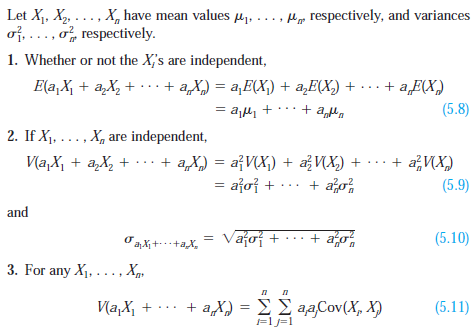 Let X₁, X₂, . . . , Xₙ have mean values μ₁, . . . , μₙ, respectively, and variances
σ₁², . . . , σₙ², respectively.
1. Whether or not the Xᵢ's are independent,
E(a₁X₁ + a₂X₂ + · · · + aₙXₙ) = a₁E(X₁) + a₂E(X₂) + · · · + aₙE(Xₙ)
= a₁μ₁ + · · · + aₙμₙ (5.8)
2. If X₁, . . . , Xₙ are independent,
V(a₁X₁ + a₂X₂ + · · · + aₙXₙ) = a₁²V(X₁) + a₂²V(X₂) + · · · + aₙ²V(Xₙ)
= a₁²σ₁² + · · · + aₙ²σₙ² (5.9)
and
σ_{a₁X₁+···+aₙXₙ} = √(a₁²σ₁² + · · · + aₙ²σₙ²) (5.10)
3. For any X₁, . . . , Xₙ,
V(a₁X₁ + · · · + aₙXₙ) = ∑_{i=1}^{n} ∑_{j=1}^{n} aᵢaⱼCov(Xᵢ, Xⱼ) (5.11)